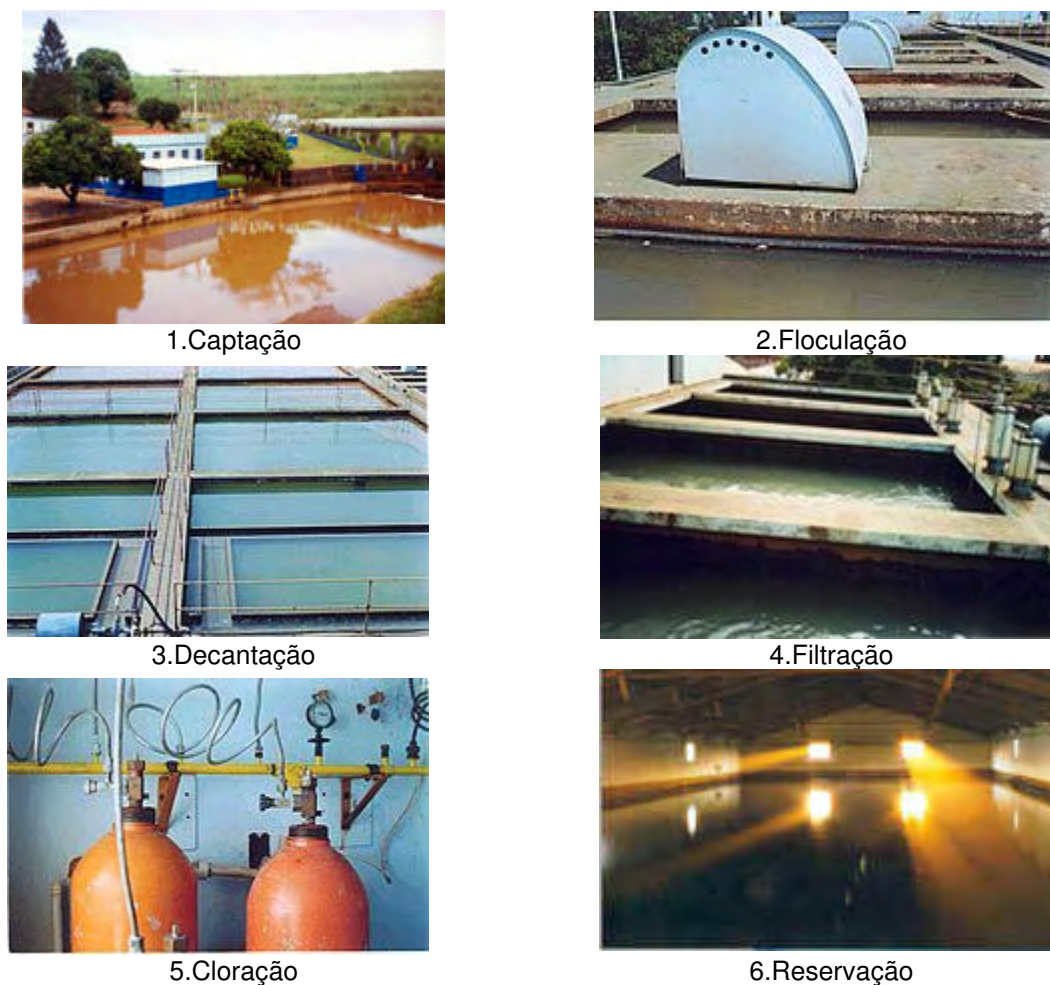 1.Captação
2.Floculação
3.Decantação
4.Filtração
5.Cloração
6.Reservação